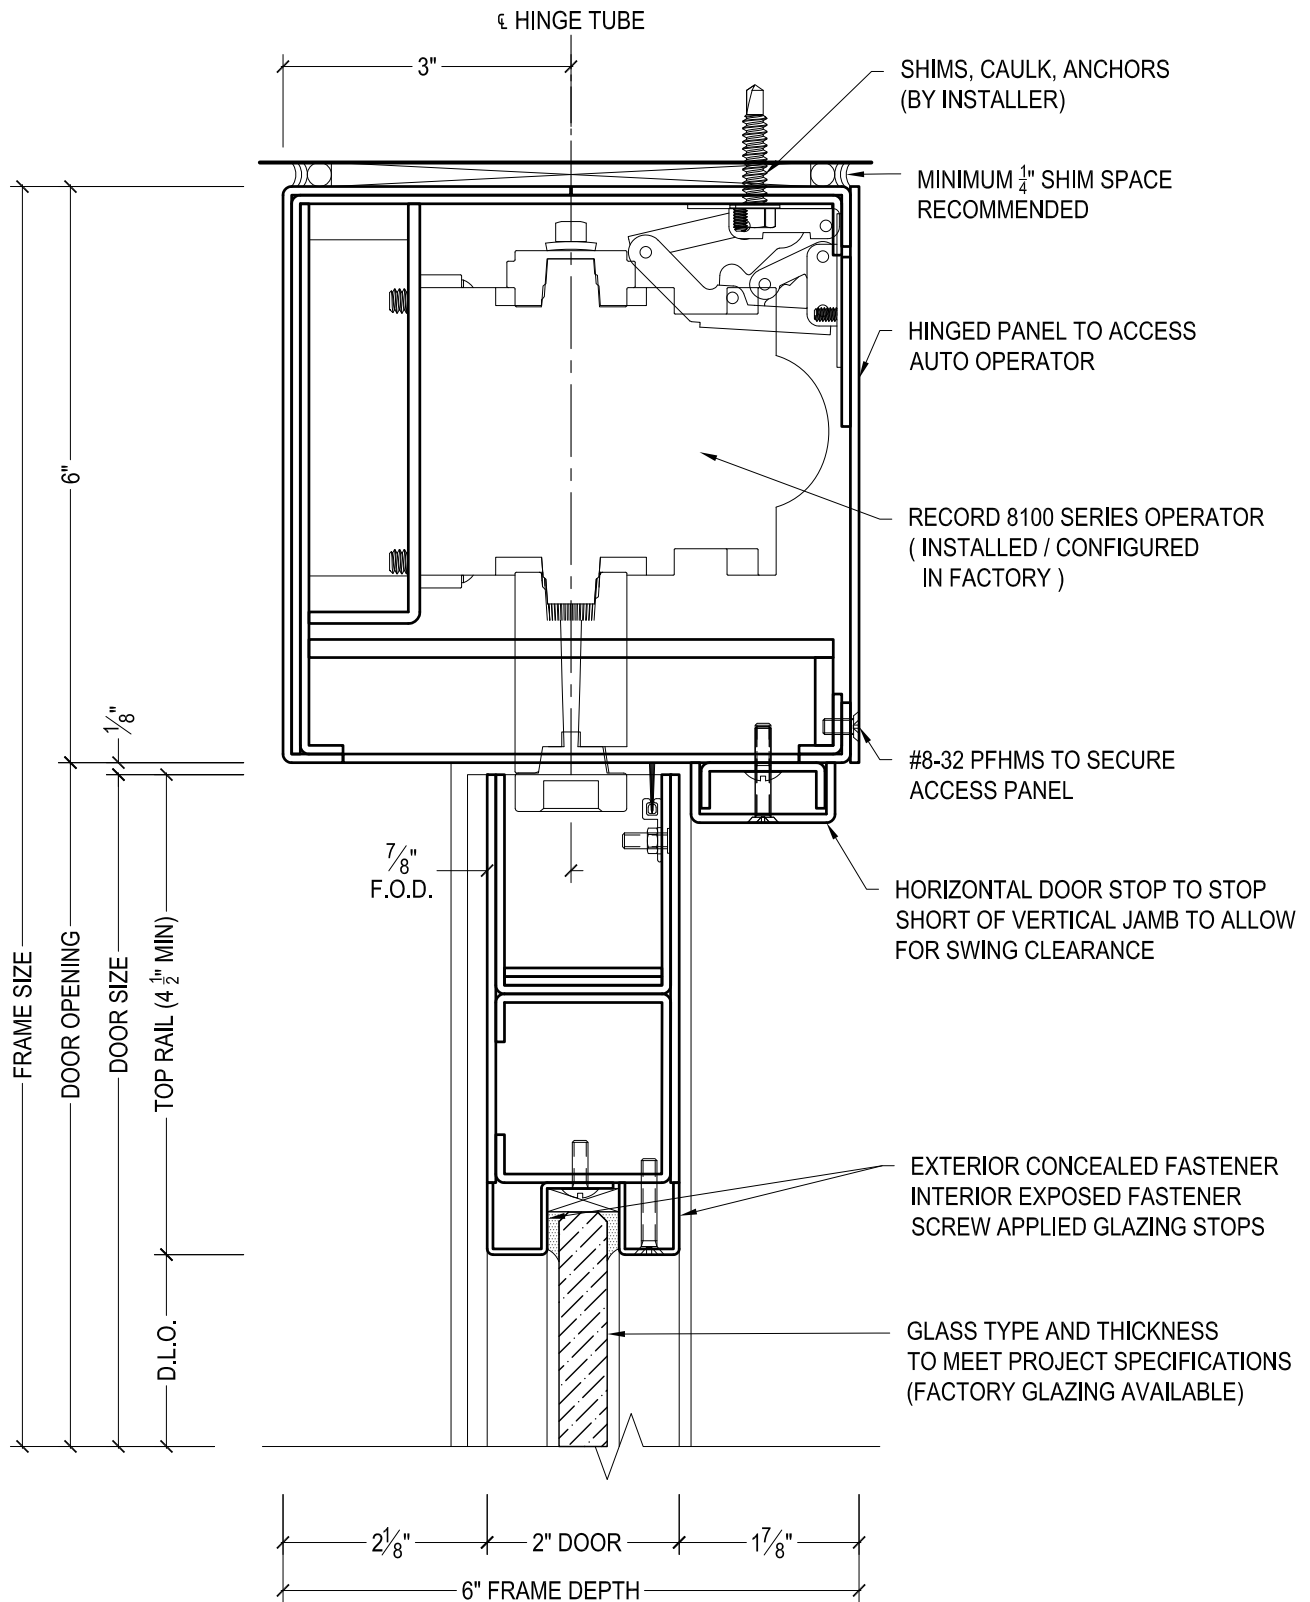 ℄ HINGE TUBE
3"
SHIMS, CAULK, ANCHORS
(BY INSTALLER)
MINIMUM 1/4" SHIM SPACE
RECOMMENDED
HINGED PANEL TO ACCESS
AUTO OPERATOR
6"
RECORD 8100 SERIES OPERATOR
( INSTALLED / CONFIGURED
IN FACTORY )
1/8"
#8-32 PFHMS TO SECURE
ACCESS PANEL
7/8"
F.O.D.
HORIZONTAL DOOR STOP TO STOP
SHORT OF VERTICAL JAMB TO ALLOW
FOR SWING CLEARANCE
FRAME SIZE
DOOR OPENING
DOOR SIZE
TOP RAIL (4 1/2" MIN)
EXTERIOR CONCEALED FASTENER
INTERIOR EXPOSED FASTENER
SCREW APPLIED GLAZING STOPS
D.L.O.
GLASS TYPE AND THICKNESS
TO MEET PROJECT SPECIFICATIONS
(FACTORY GLAZING AVAILABLE)
2 1/8"
2" DOOR
1 7/8"
6" FRAME DEPTH